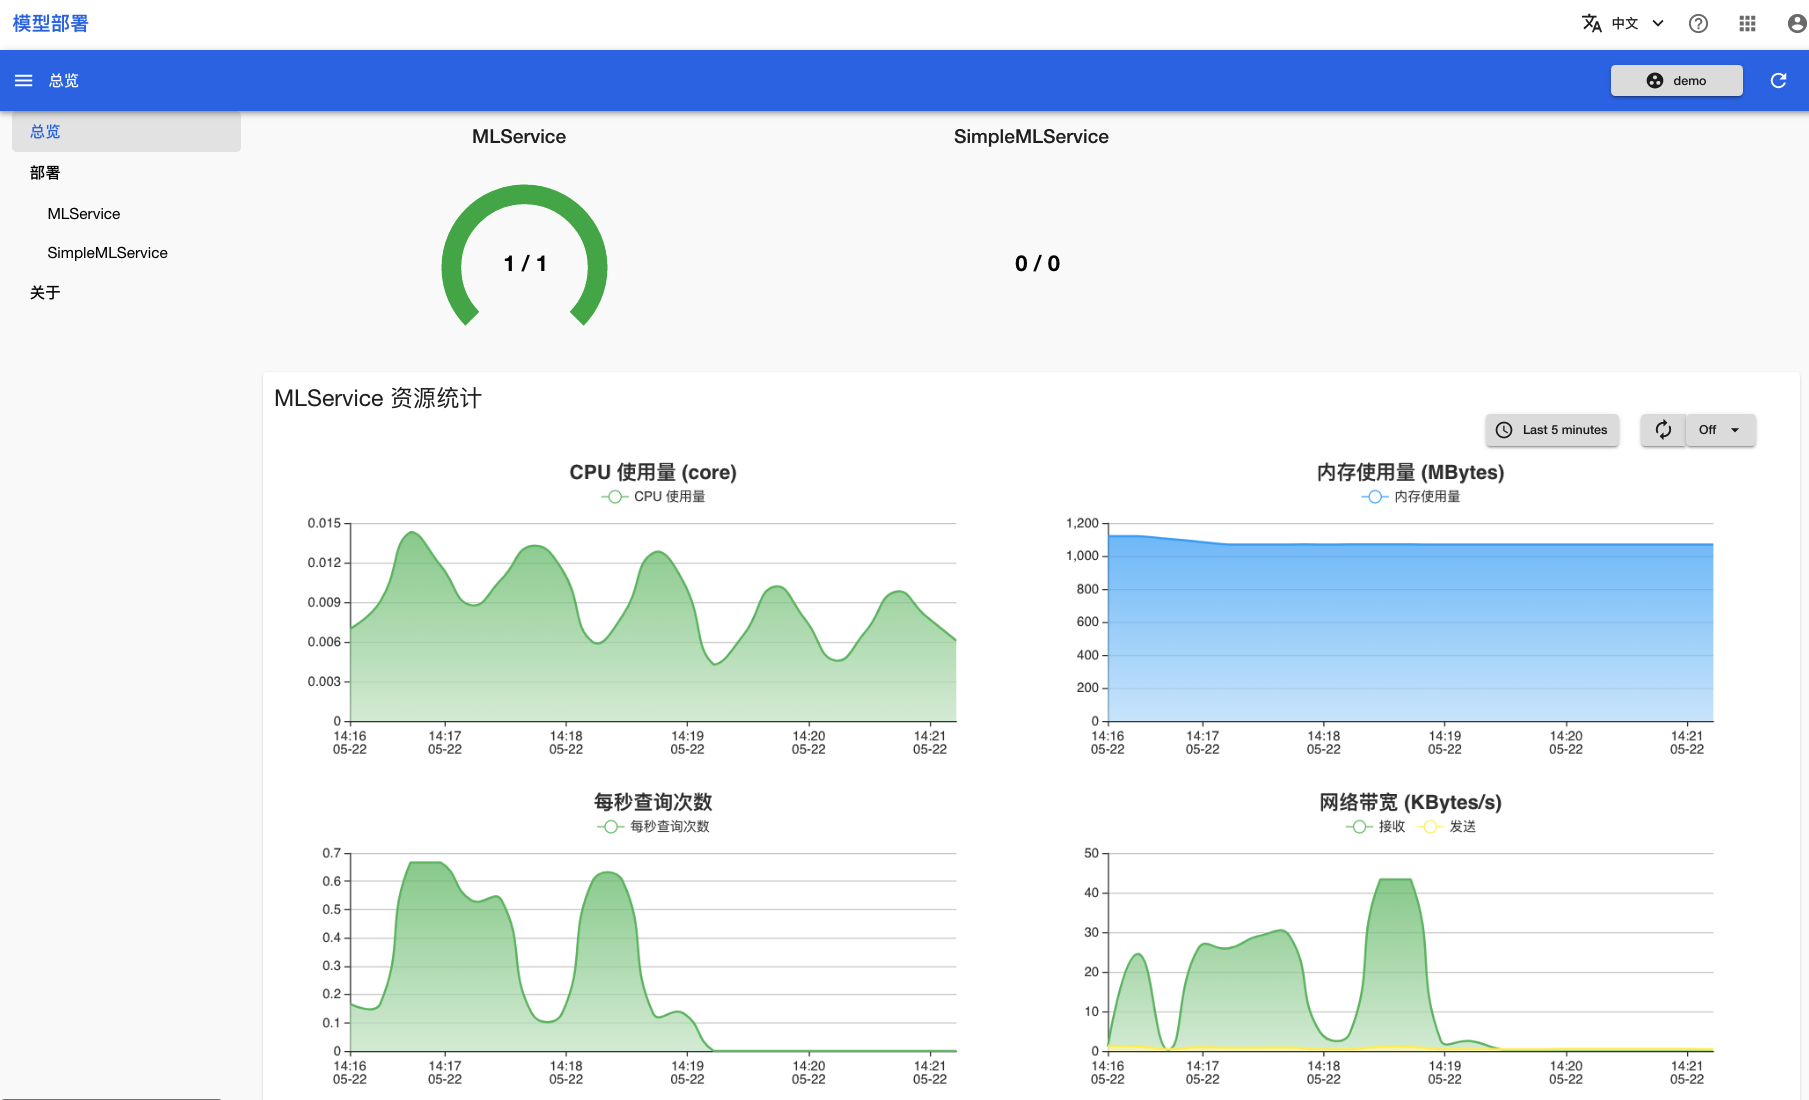 模型部署
中文
总览
demo
总览
部署
MLService
SimpleMLService
关于
MLService
1 / 1
SimpleMLService
0 / 0
MLService 资源统计
Last 5 minutes
Off
CPU 使用量 (core)
CPU 使用量
0.015
0.012
0.009
0.006
0.003
0
14:16 14:17 14:18 14:19 14:20 14:21
05-22 05-22 05-22 05-22 05-22 05-22
内存使用量 (MBytes)
内存使用量
1,200
1,000
800
600
400
200
0
14:16 14:17 14:18 14:19 14:20 14:21
05-22 05-22 05-22 05-22 05-22 05-22
每秒查询次数
每秒查询次数
0.7
0.6
0.5
0.4
0.3
0.2
0.1
0
14:16 14:17 14:18 14:19 14:20 14:21
05-22 05-22 05-22 05-22 05-22 05-22
网络带宽 (KBytes/s)
接收 发送
50
40
30
20
10
0
14:16 14:17 14:18 14:19 14:20 14:21
05-22 05-22 05-22 05-22 05-22 05-22